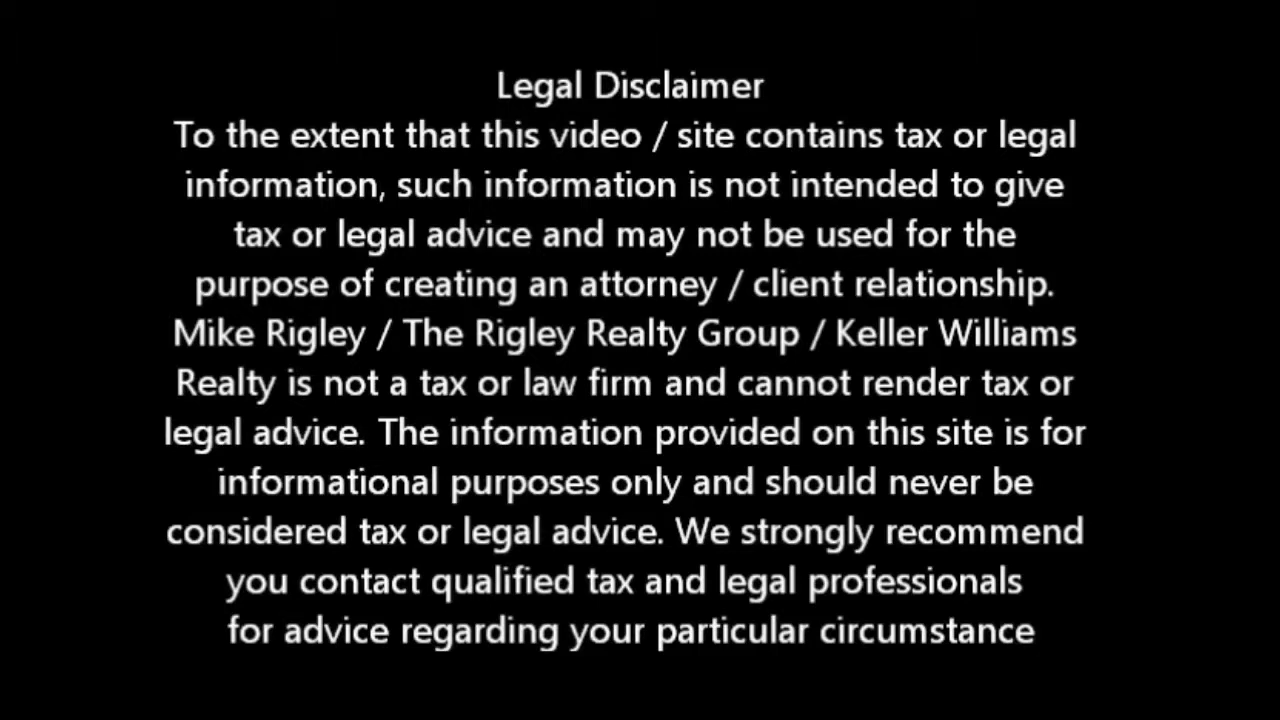 Legal Disclaimer
To the extent that this video / site contains tax or legal
information, such information is not intended to give
tax or legal advice and may not be used for the
purpose of creating an attorney / client relationship.
Mike Rigley / The Rigley Realty Group / Keller Williams
Realty is not a tax or law firm and cannot render tax or
legal advice. The information provided on this site is for
informational purposes only and should never be
considered tax or legal advice. We strongly recommend
you contact qualified tax and legal professionals
for advice regarding your particular circumstance